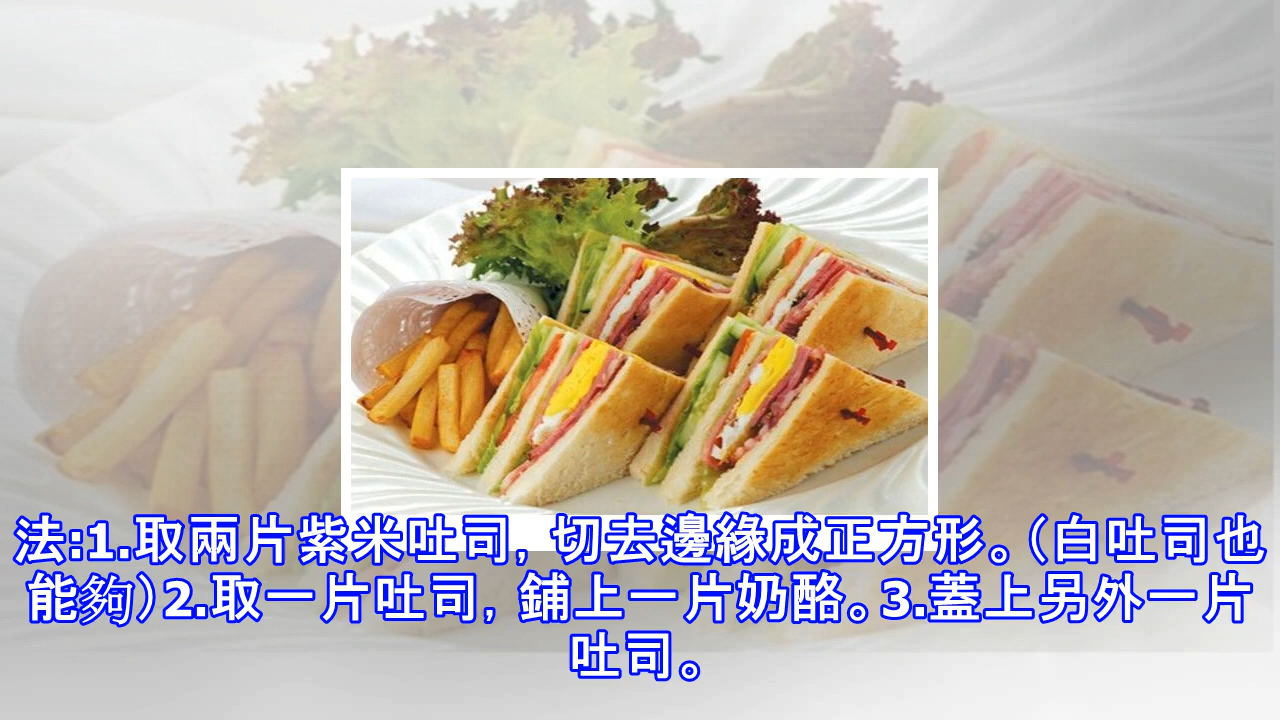 法:1.取兩片紫米吐司，切去邊緣成正方形。（白吐司也
能夠）2.取一片吐司，鋪上一片奶酪。3.蓋上另外一片
吐司。